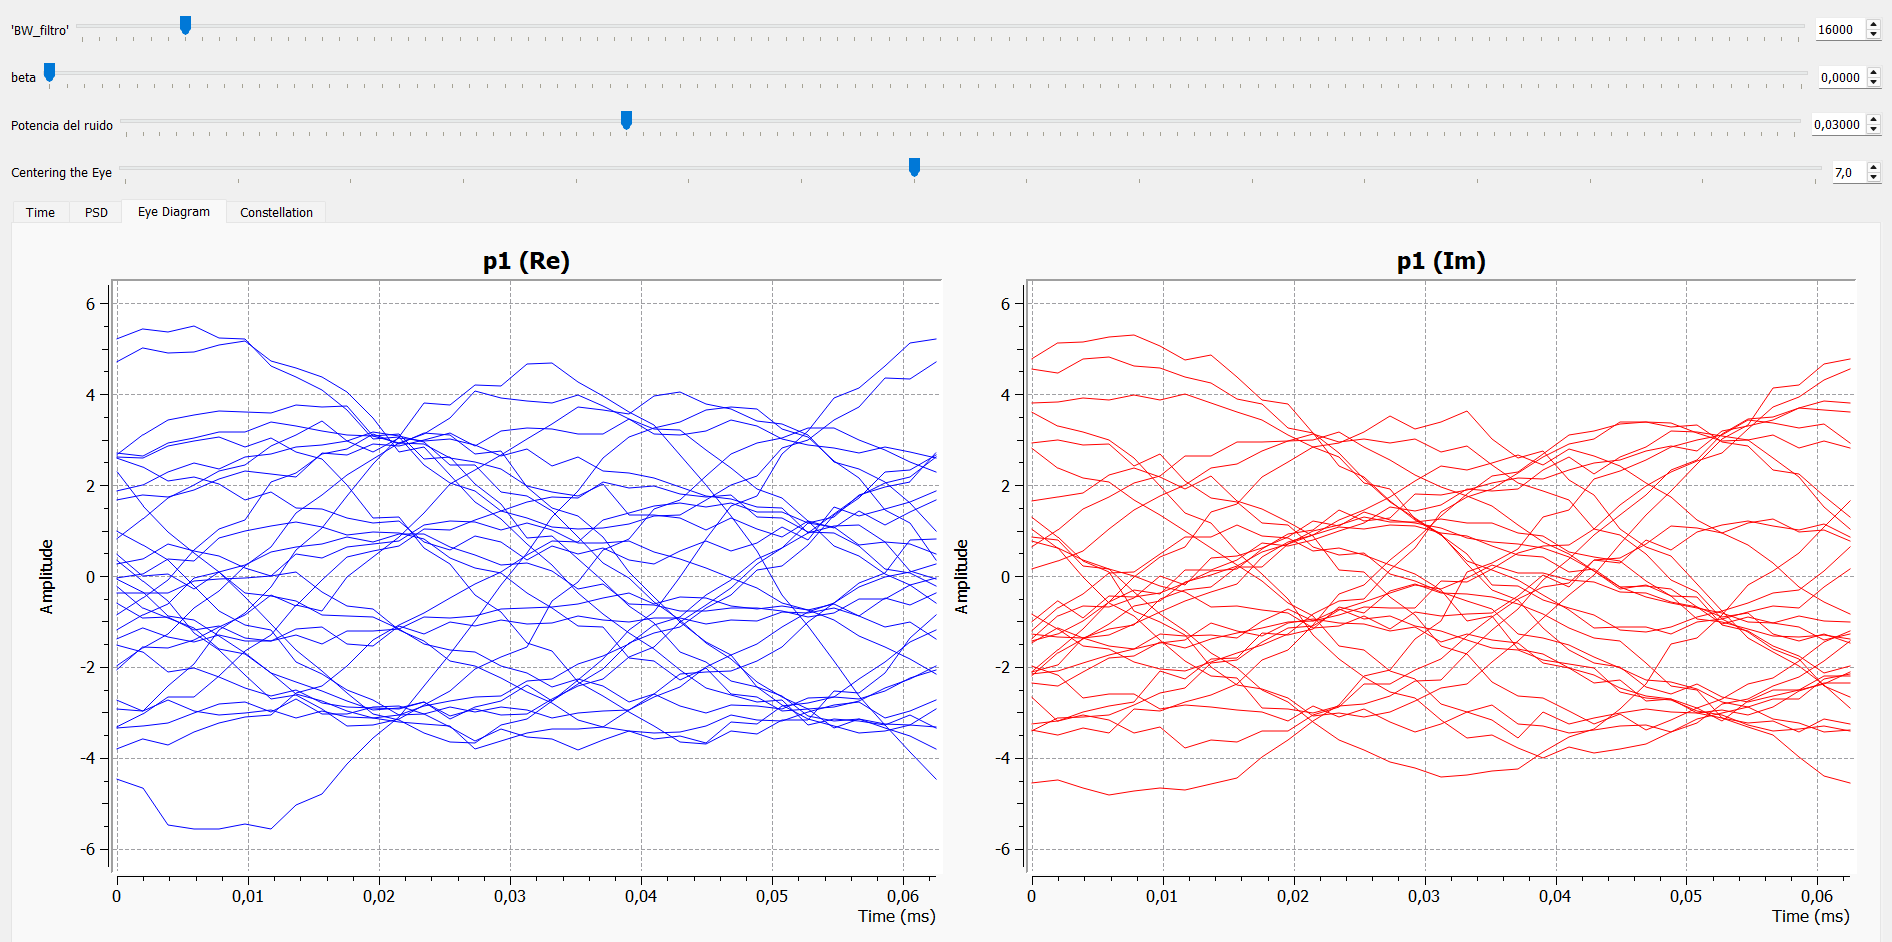 'BW_filtro' 16000
beta 0,0000
Potencia del ruido 0,03000
Centering the Eye 7,0
Time PSD Eye Diagram Constellation
p1 (Re)
6
4
2
0
-2
-4
-6
Amplitude
0 0,01 0,02 0,03 0,04 0,05 0,06
Time (ms)
p1 (Im)
6
4
2
0
-2
-4
-6
Amplitude
0 0,01 0,02 0,03 0,04 0,05 0,06
Time (ms)